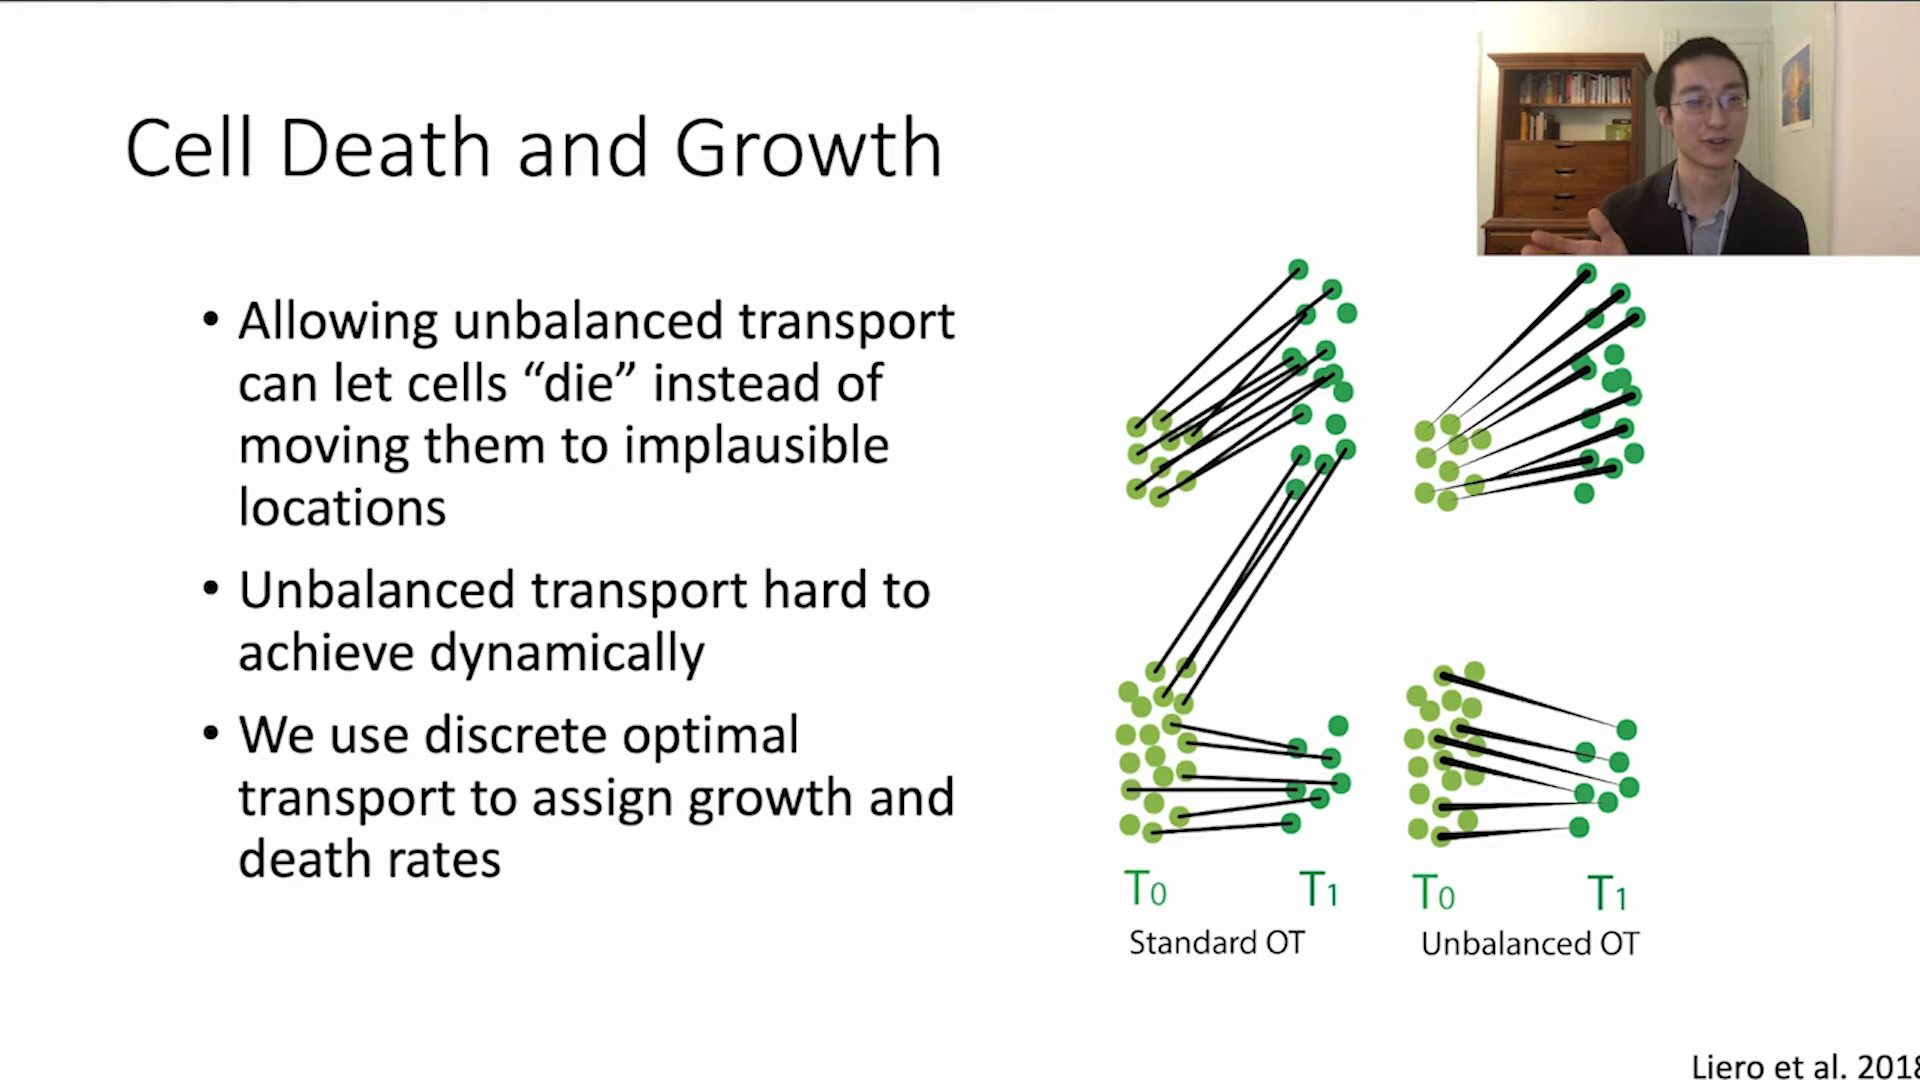 Cell Death and Growth
• Allowing unbalanced transport
can let cells “die” instead of
moving them to implausible
locations
• Unbalanced transport hard to
achieve dynamically
• We use discrete optimal
transport to assign growth and
death rates
T0 T1 T0 T1
Standard OT Unbalanced OT
Liero et al. 2018